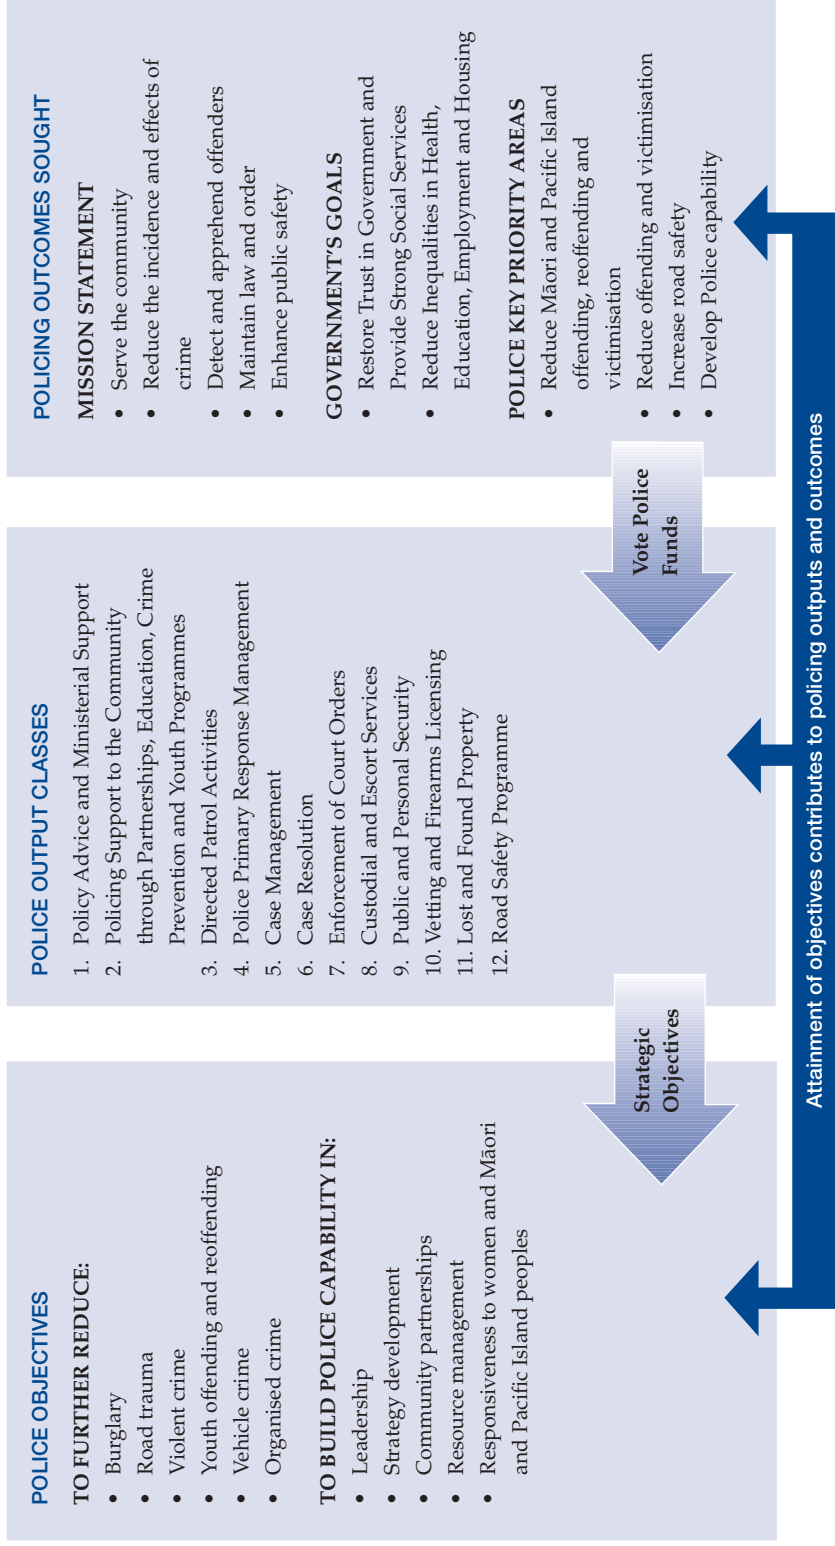 POLICE OBJECTIVES
TO FURTHER REDUCE:
• Burglary
• Road trauma
• Violent crime
• Youth offending and reoffending
• Vehicle crime
• Organised crime
TO BUILD POLICE CAPABILITY IN:
• Leadership
• Strategy development
• Community partnerships
• Resource management
• Responsiveness to women and Māori
and Pacific Island peoples
Strategic
Objectives
POLICE OUTPUT CLASSES
1. Policy Advice and Ministerial Support
2. Policing Support to the Community
through Partnerships, Education, Crime
Prevention and Youth Programmes
3. Directed Patrol Activities
4. Police Primary Response Management
5. Case Management
6. Case Resolution
7. Enforcement of Court Orders
8. Custodial and Escort Services
9. Public and Personal Security
10. Vetting and Firearms Licensing
11. Lost and Found Property
12. Road Safety Programme
Vote Police
Funds
POLICING OUTCOMES SOUGHT
MISSION STATEMENT
• Serve the community
• Reduce the incidence and effects of
crime
• Detect and apprehend offenders
• Maintain law and order
• Enhance public safety
GOVERNMENT'S GOALS
• Restore Trust in Government and
Provide Strong Social Services
• Reduce Inequalities in Health,
Education, Employment and Housing
POLICE KEY PRIORITY AREAS
• Reduce Māori and Pacific Island
offending, reoffending and
victimisation
• Reduce offending and victimisation
• Increase road safety
• Develop Police capability
Attainment of objectives contributes to policing outputs and outcomes